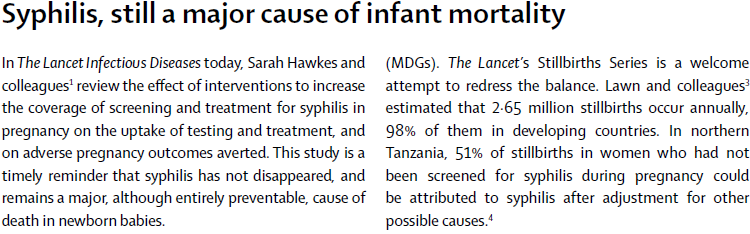 Syphilis, still a major cause of infant mortality
In The Lancet Infectious Diseases today, Sarah Hawkes and
colleagues¹ review the effect of interventions to increase
the coverage of screening and treatment for syphilis in
pregnancy on the uptake of testing and treatment, and
on adverse pregnancy outcomes averted. This study is a
timely reminder that syphilis has not disappeared, and
remains a major, although entirely preventable, cause of
death in newborn babies.
(MDGs). The Lancet's Stillbirths Series is a welcome
attempt to redress the balance. Lawn and colleagues³
estimated that 2·65 million stillbirths occur annually,
98% of them in developing countries. In northern
Tanzania, 51% of stillbirths in women who had not
been screened for syphilis during pregnancy could
be attributed to syphilis after adjustment for other
possible causes.⁴